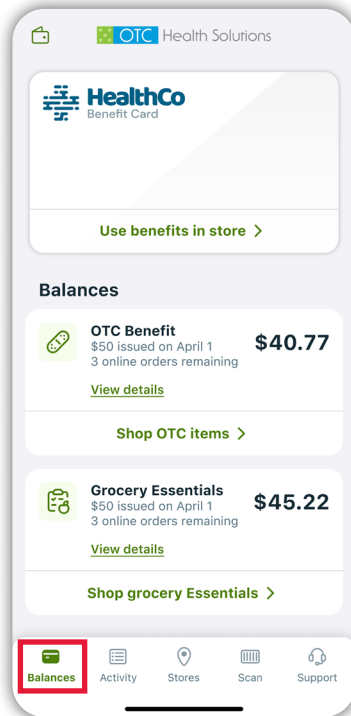 OTC Health Solutions
HealthCo
Benefit Card
Use benefits in store >
Balances
OTC Benefit
$50 issued on April 1
3 online orders remaining
$40.77
View details
Shop OTC items >
Grocery Essentials
$50 issued on April 1
3 online orders remaining
$45.22
View details
Shop grocery Essentials >
Balances
Activity
Stores
Scan
Support